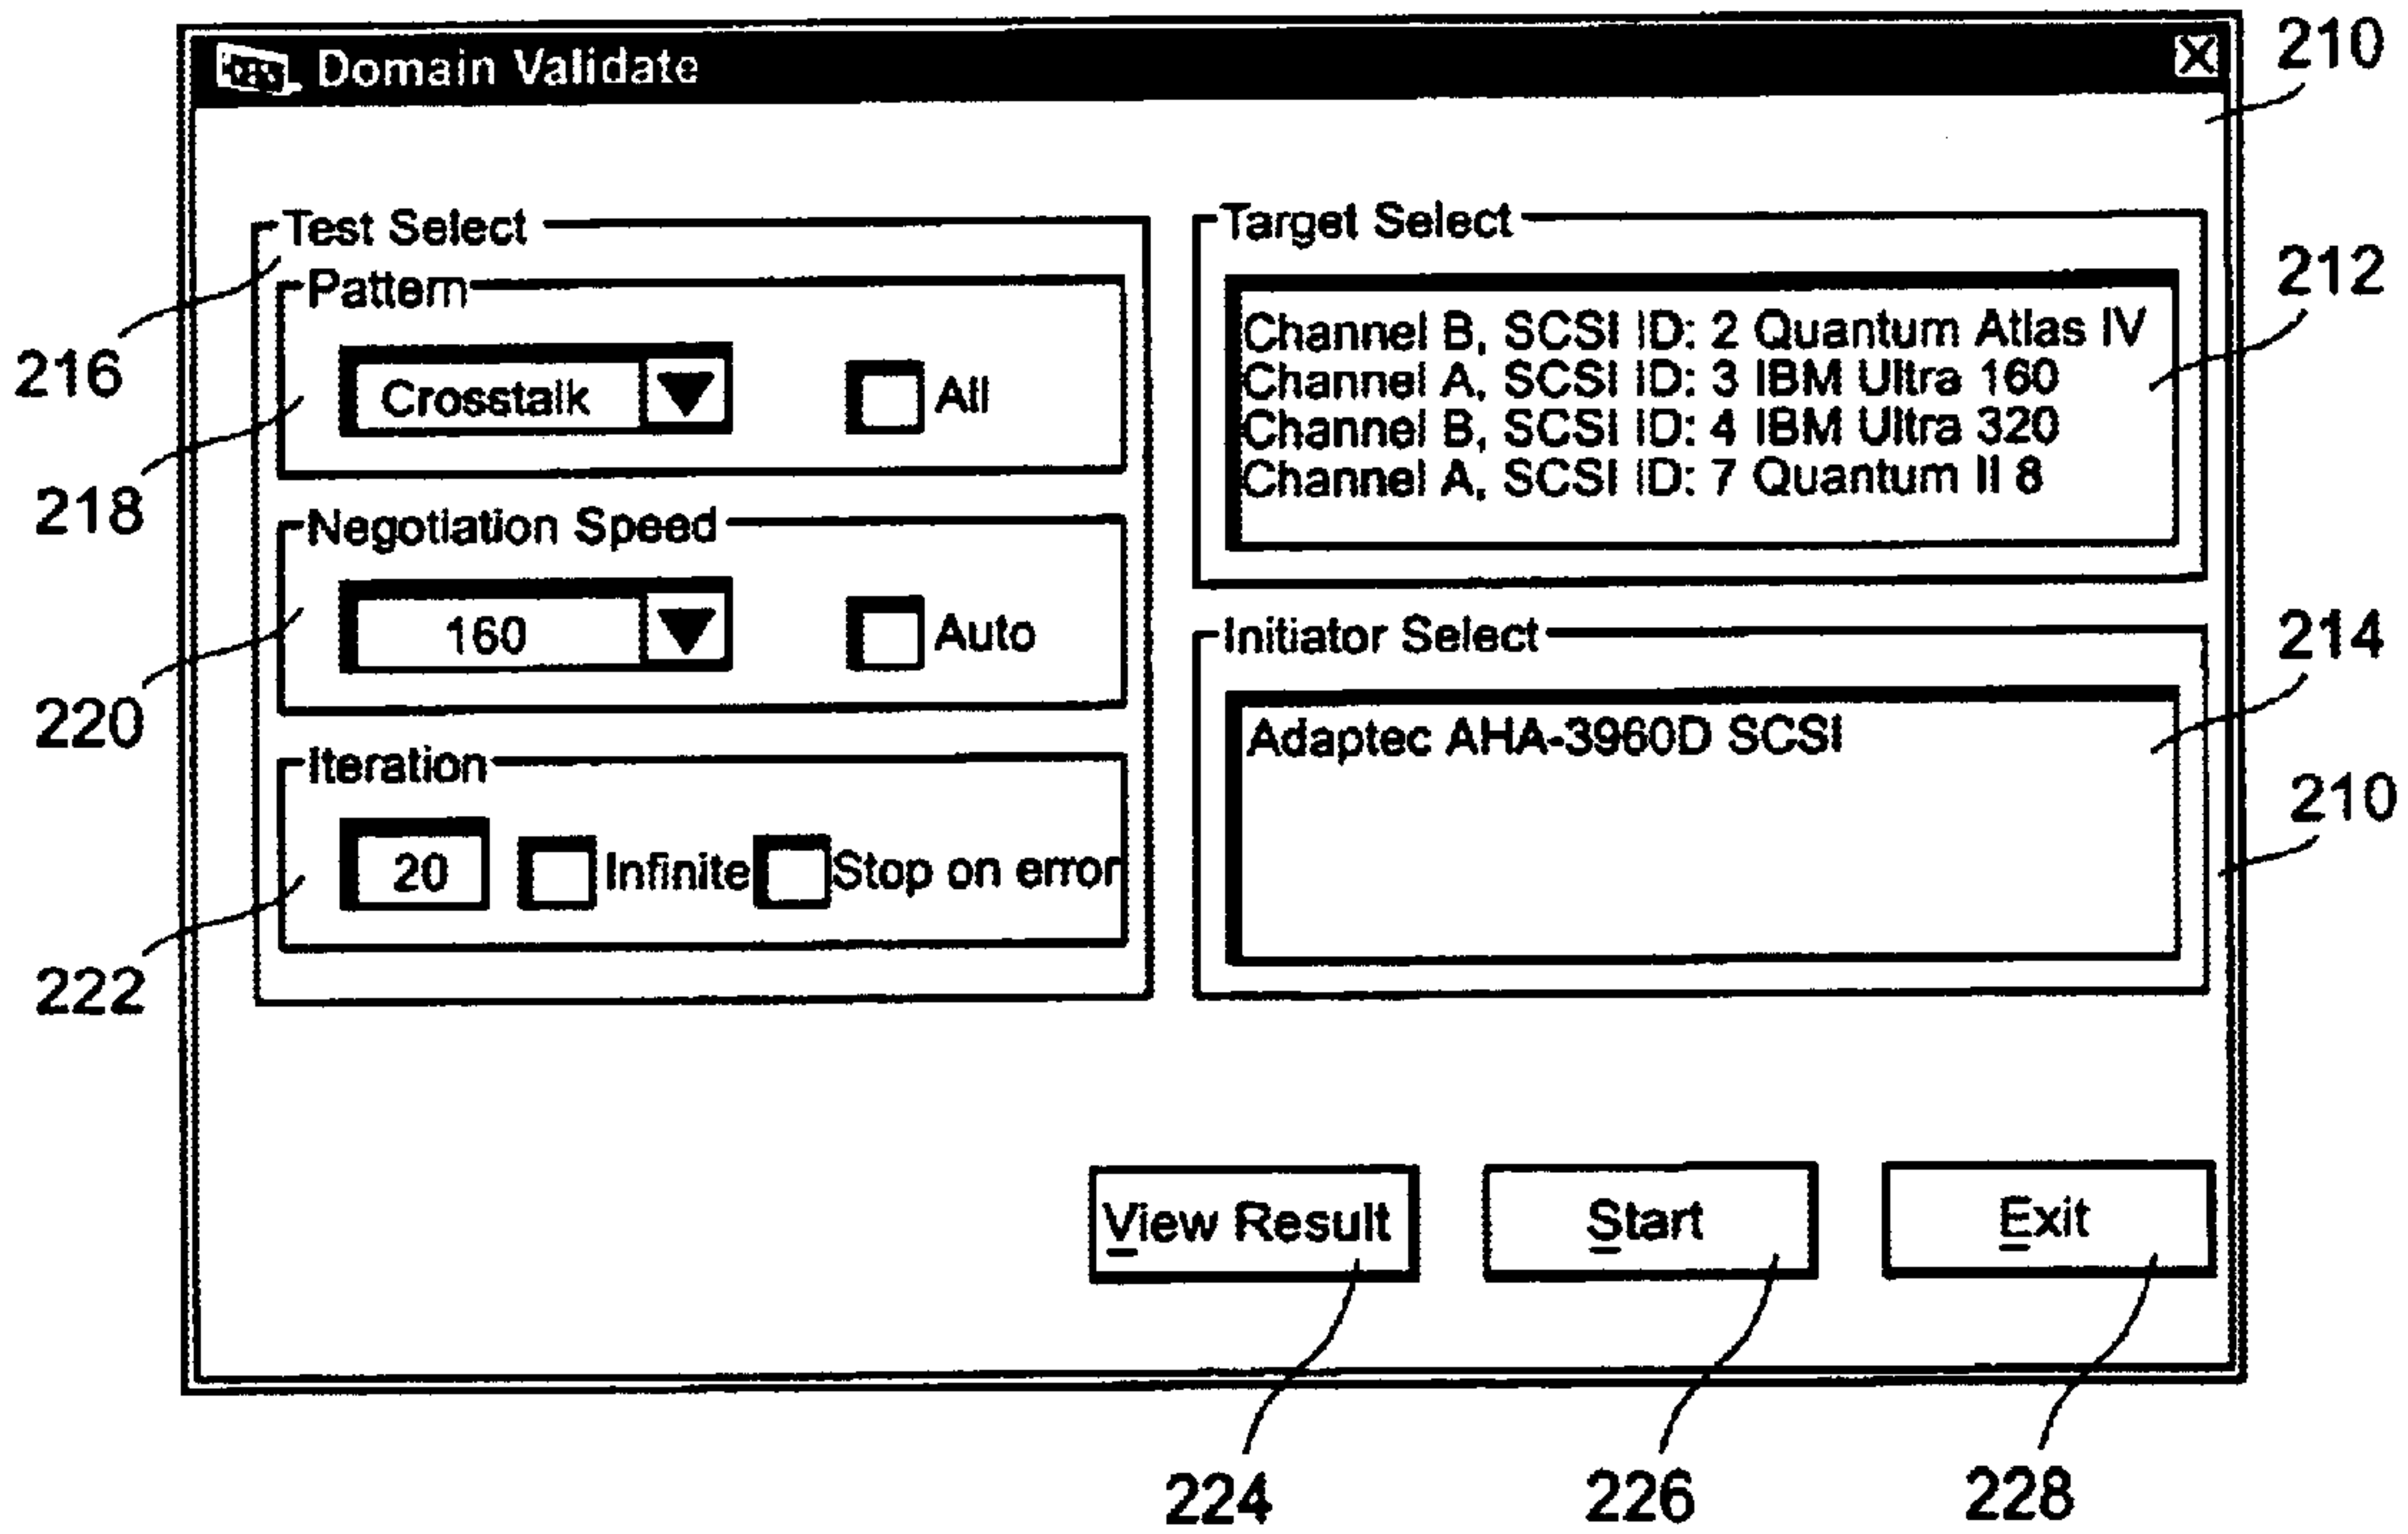 Domain Validate
210
Test Select
Pattern
Crosstalk
All
216
218
Negotiation Speed
160
Auto
220
Iteration
20
Infinite
Stop on error
222
Target Select
Channel B, SCSI ID: 2 Quantum Atlas IV
Channel A, SCSI ID: 3 IBM Ultra 160
Channel B, SCSI ID: 4 IBM Ultra 320
Channel A, SCSI ID: 7 Quantum II 8
212
Initiator Select
Adaptec AHA-3960D SCSI
214
210
View Result
Start
Exit
224
226
228